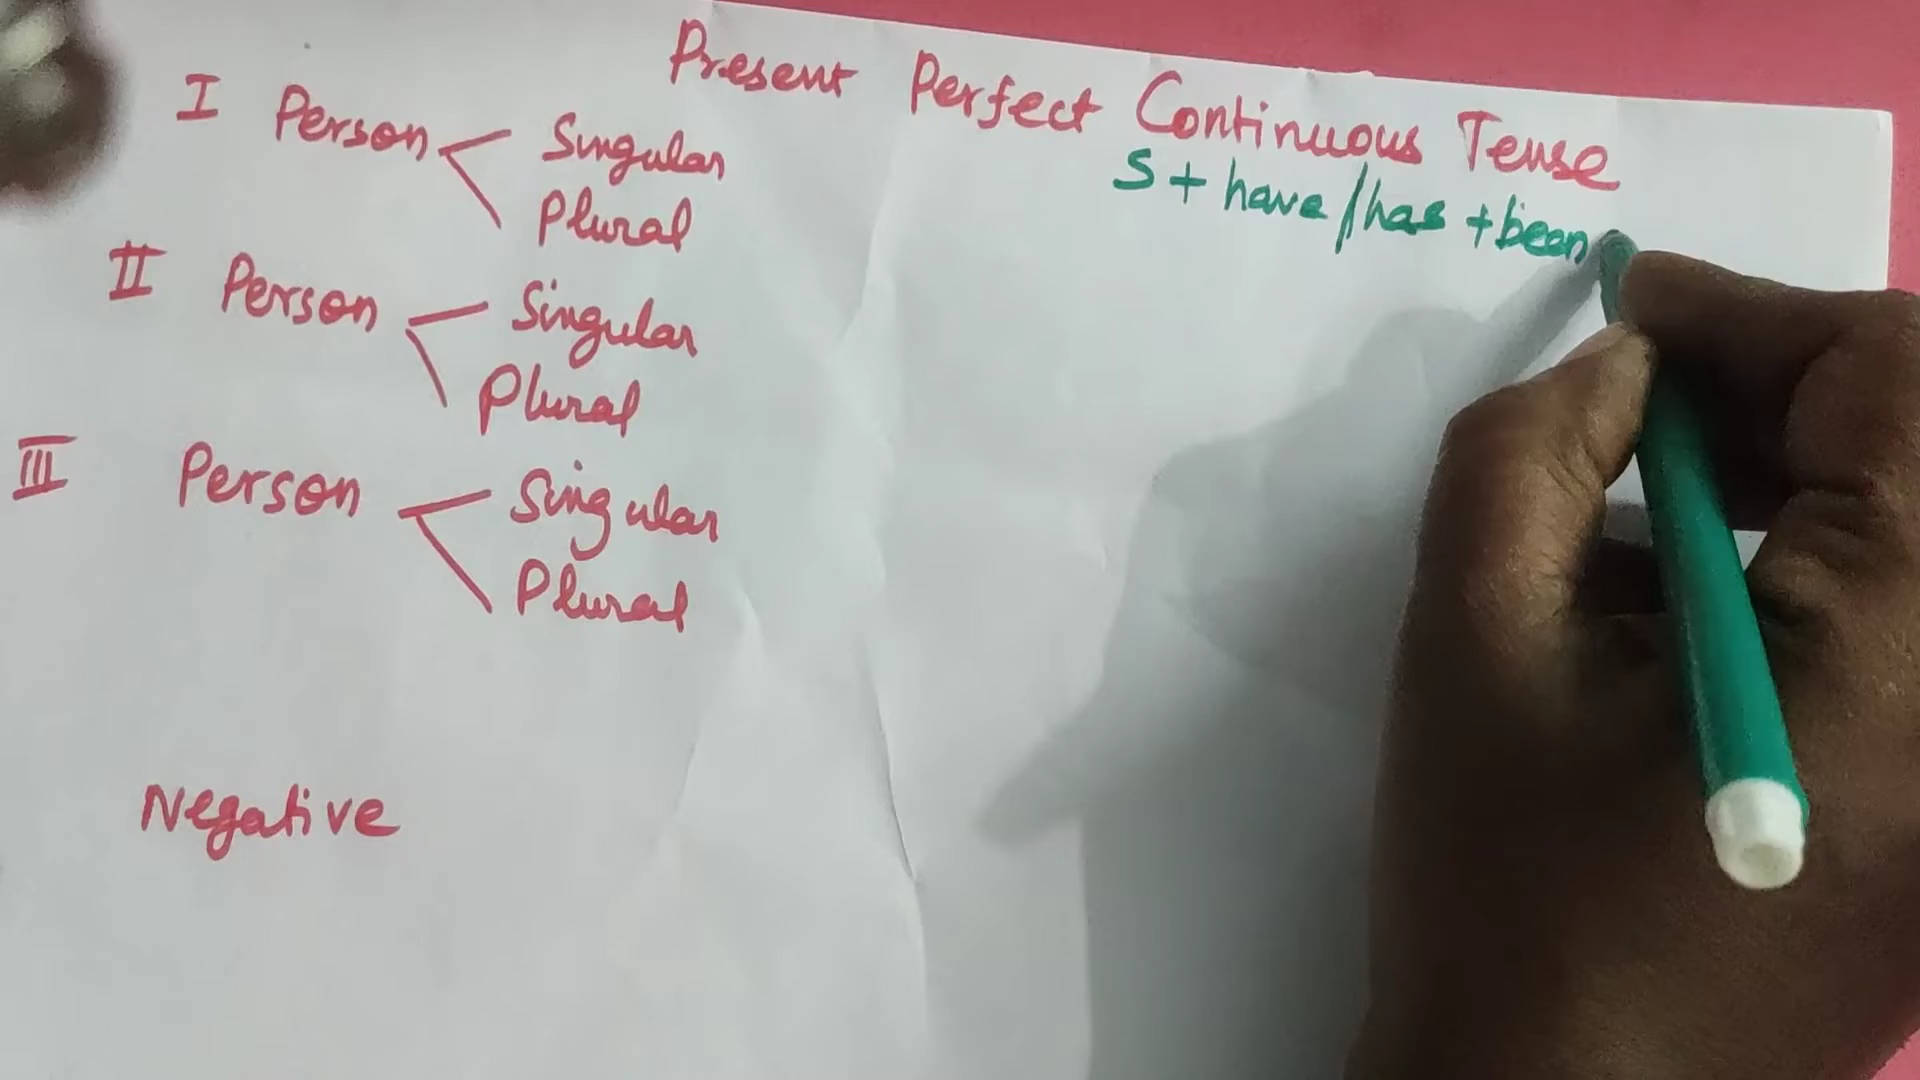 Present Perfect Continuous Tense
S + have / has + been
I Person Singular
Plural
II Person Singular
Plural
III Person Singular
Plural
Negative